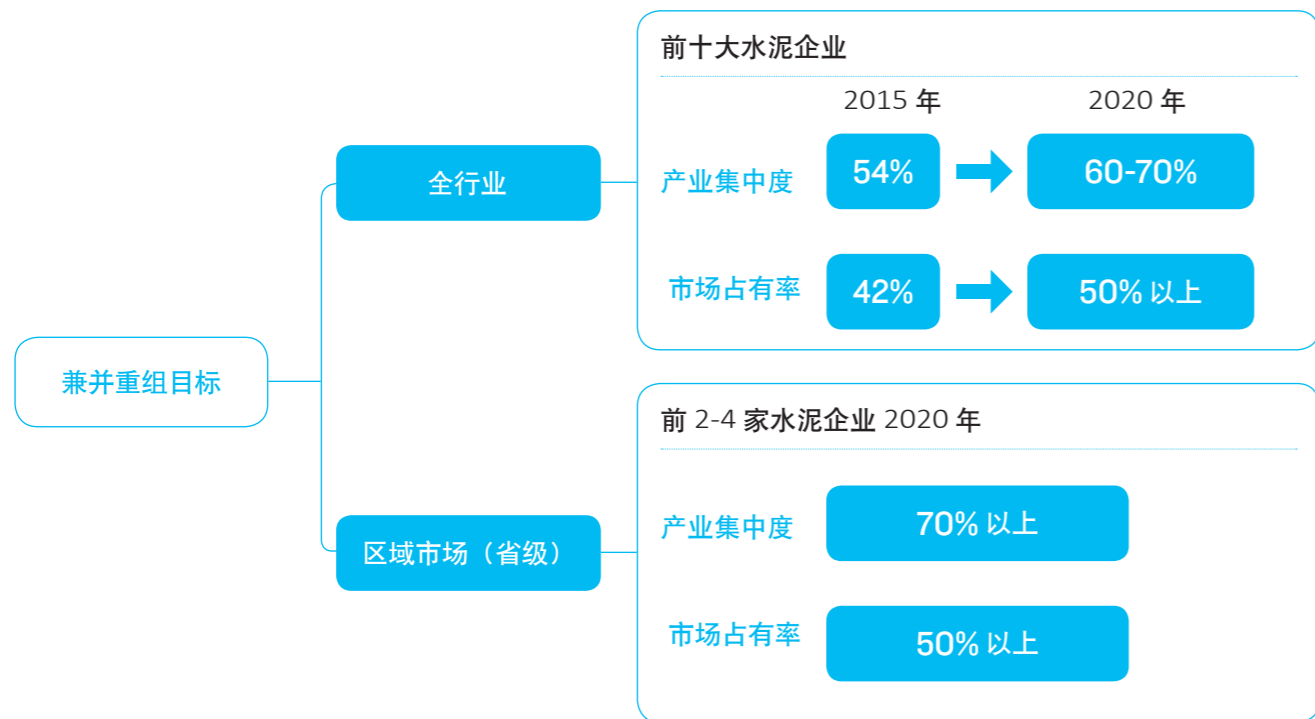 兼并重组目标
全行业
前十大水泥企业
2015 年 2020 年
产业集中度 54% 60-70%
市场占有率 42% 50% 以上
区域市场（省级）
前 2-4 家水泥企业 2020 年
产业集中度 70% 以上
市场占有率 50% 以上